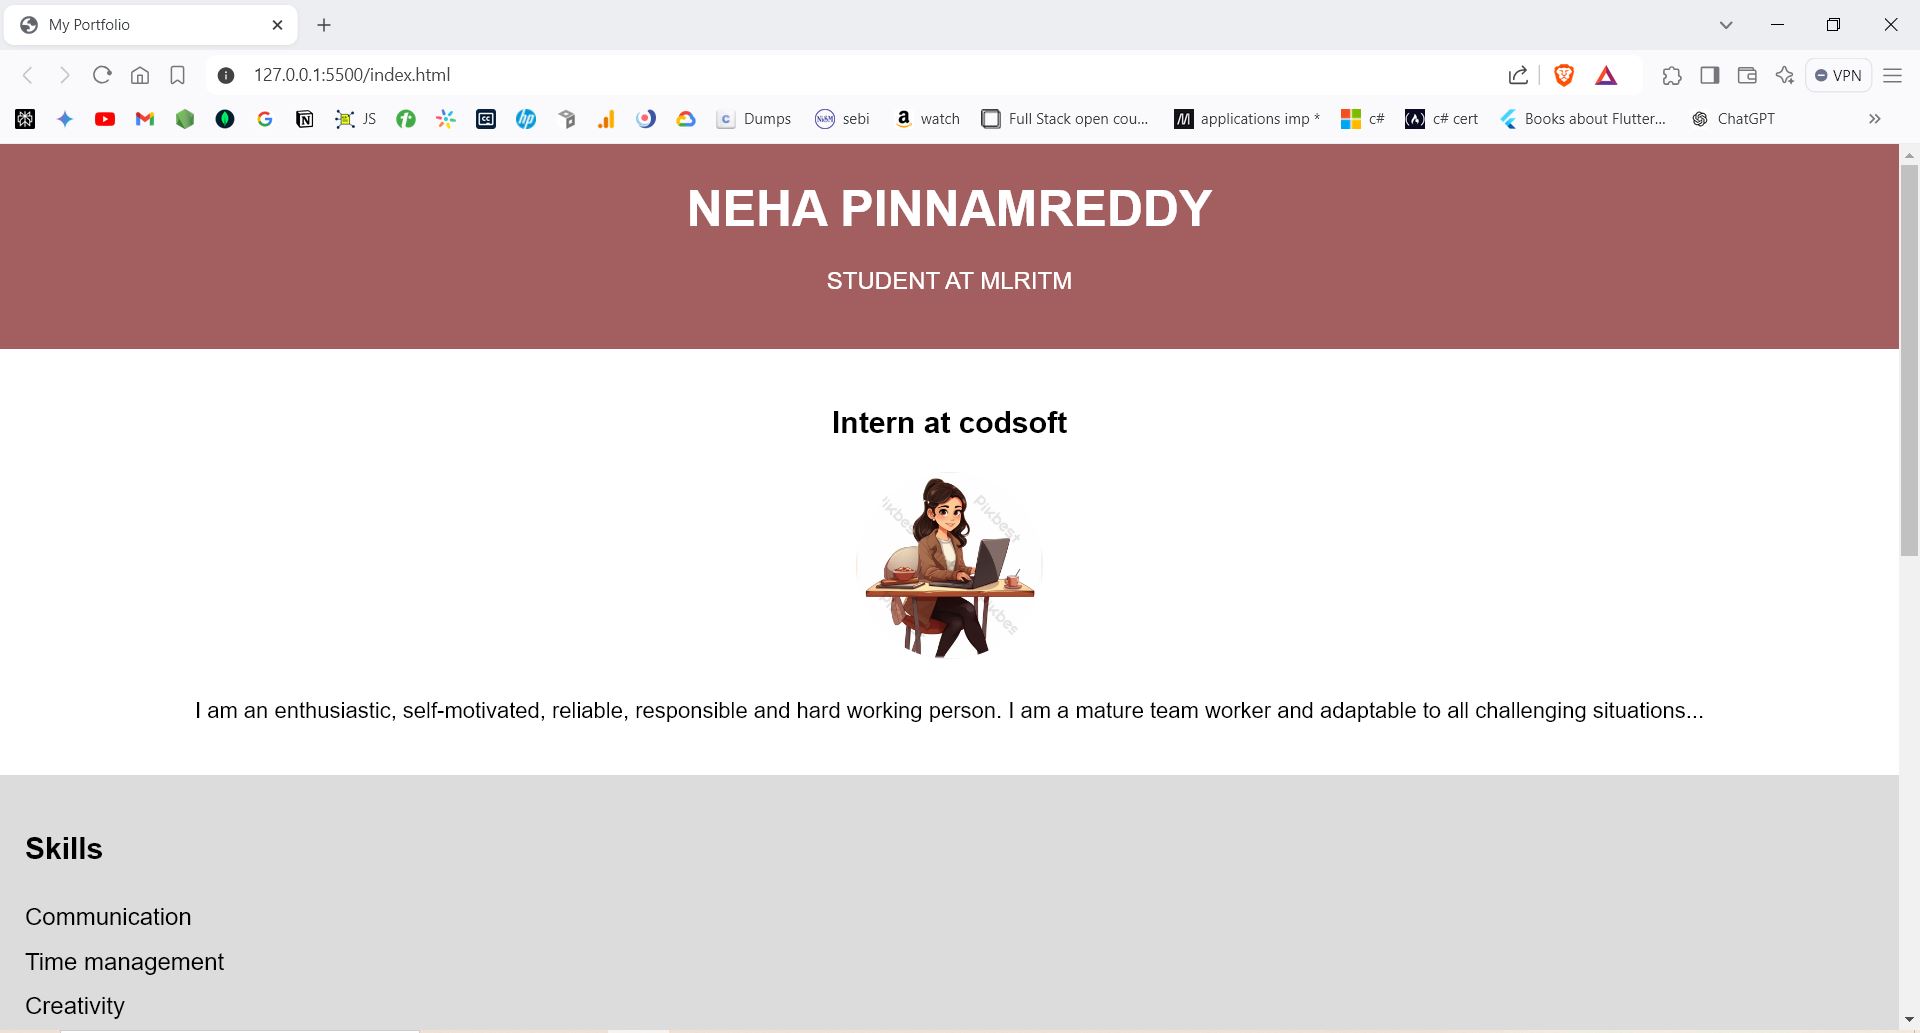 My Portfolio
127.0.0.1:5500/index.html
VPN
JS
Dumps
sebi
watch
Full Stack open cou...
applications imp *
c#
c# cert
Books about Flutter...
ChatGPT
NEHA PINNAMREDDY
STUDENT AT MLRITM
Intern at codsoft
Pikbest
I am an enthusiastic, self-motivated, reliable, responsible and hard working person. I am a mature team worker and adaptable to all challenging situations...
Skills
Communication
Time management
Creativity